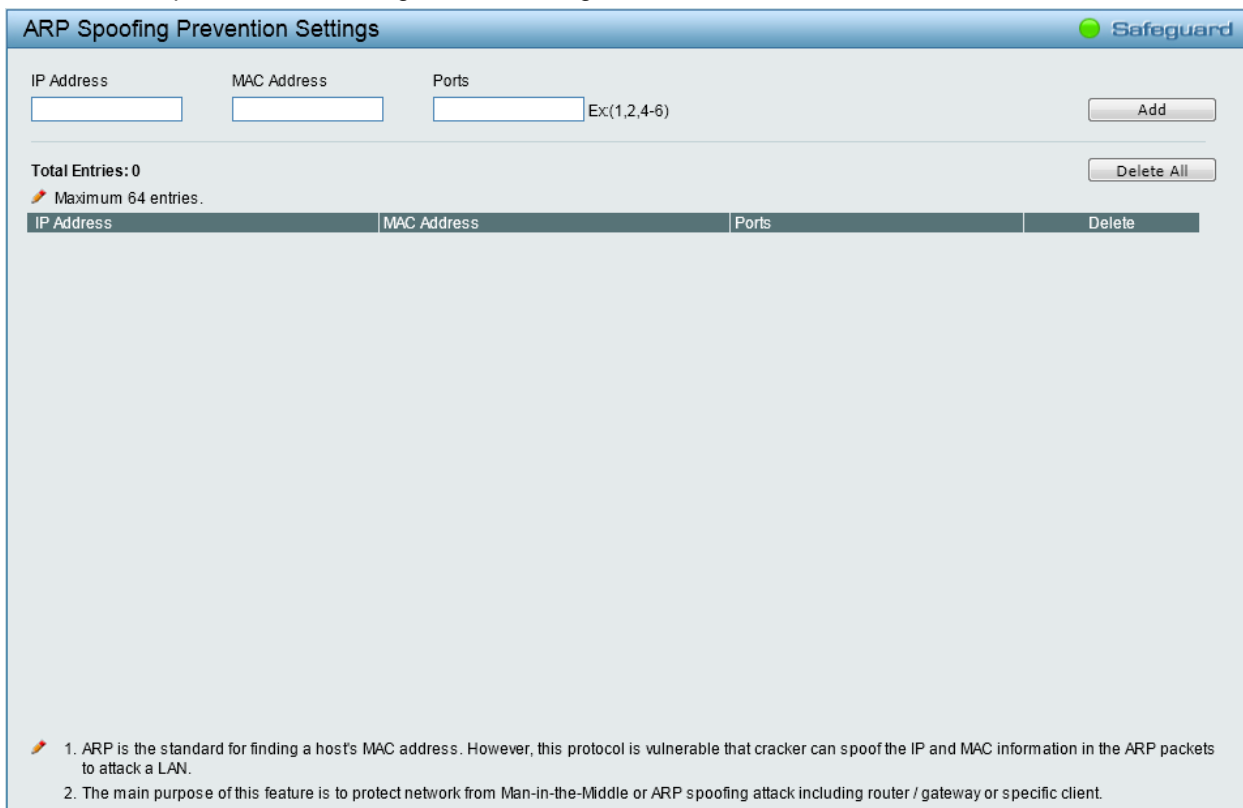 ARP Spoofing Prevention Settings Safeguard
IP Address MAC Address Ports
Ex:(1,2,4-6) Add
Total Entries: 0 Delete All
Maximum 64 entries.
IP Address MAC Address Ports Delete
1. ARP is the standard for finding a host's MAC address. However, this protocol is vulnerable that cracker can spoof the IP and MAC information in the ARP packets
to attack a LAN.
2. The main purpose of this feature is to protect network from Man-in-the-Middle or ARP spoofing attack including router / gateway or specific client.